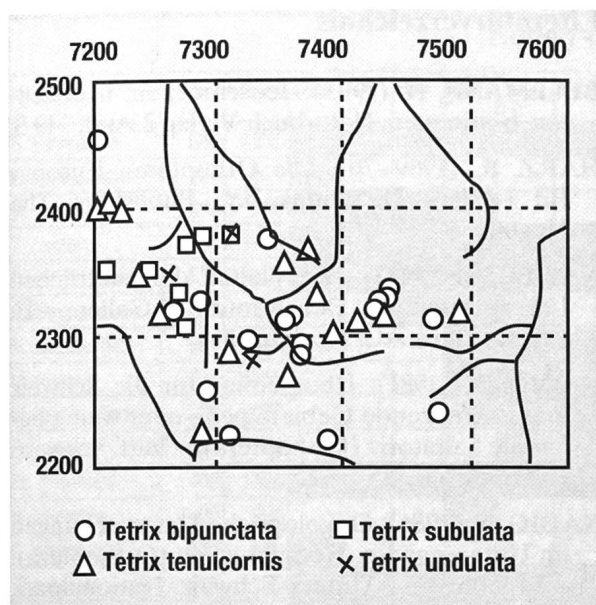 7200 7300 7400 7500 7600
2500
2400
2300
2200
Tetrix bipunctata Tetrix subulata
Tetrix tenuicornis Tetrix undulata